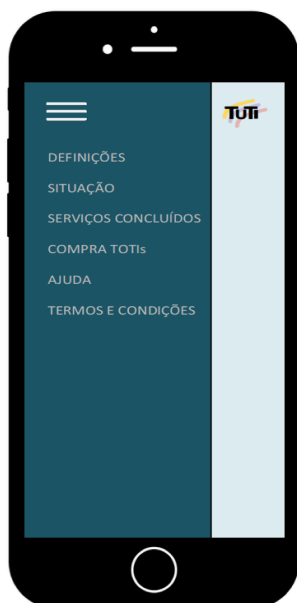 TUTi
DEFINIÇÕES
SITUAÇÃO
SERVIÇOS CONCLUÍDOS
COMPRA TOTIs
AJUDA
TERMOS E CONDIÇÕES